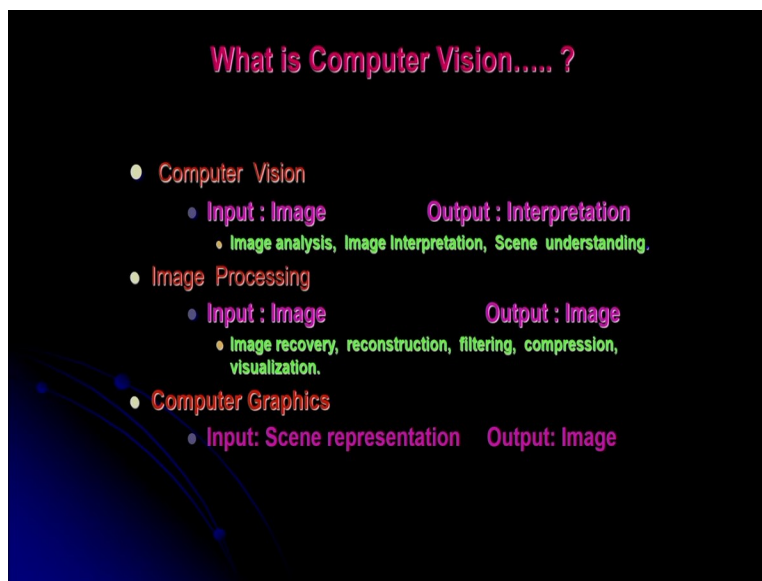 What is Computer Vision..... ?
Computer Vision
Input : Image Output : Interpretation
Image analysis, Image Interpretation, Scene understanding.
Image Processing
Input : Image Output : Image
Image recovery, reconstruction, filtering, compression,
visualization.
Computer Graphics
Input: Scene representation Output: Image